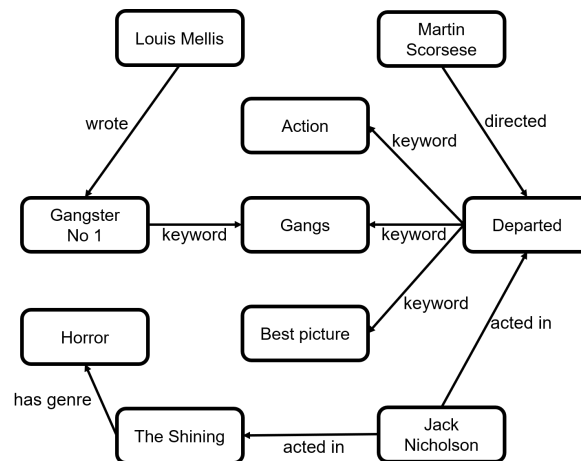 Louis Mellis
Martin
Scorsese
wrote
directed
Action
keyword
Gangster
No 1
keyword
Gangs
keyword
Departed
keyword
Best picture
acted in
Horror
has genre
The Shining
acted in
Jack
Nicholson